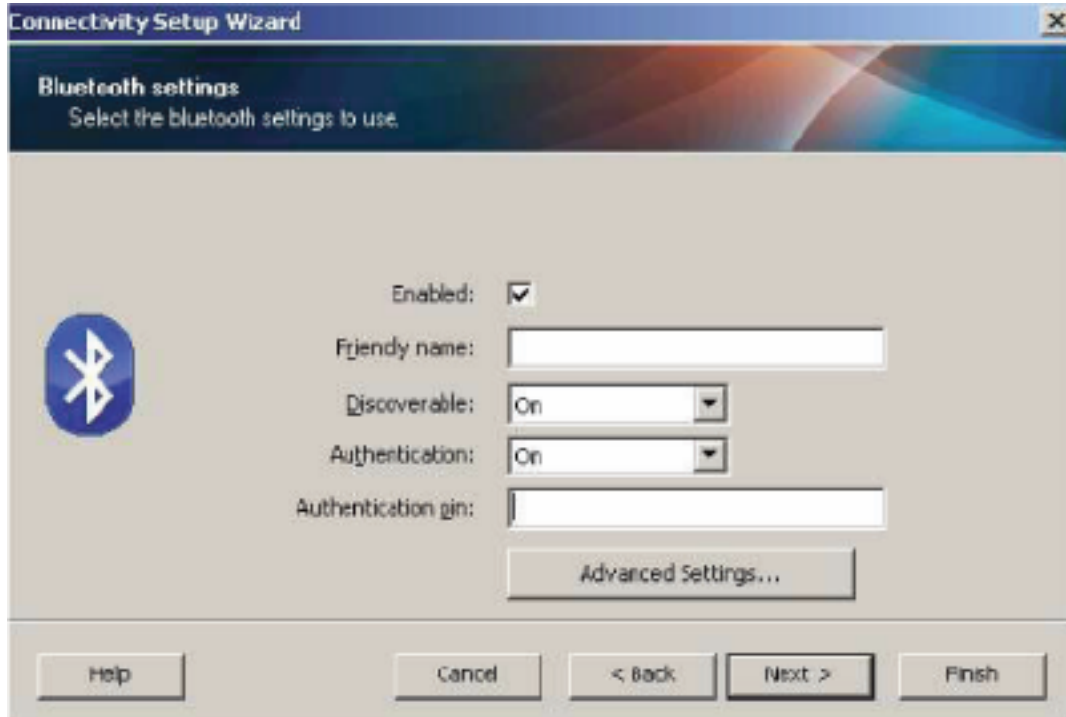 Connectivity Setup Wizard
Bluetooth settings
Select the bluetooth settings to use.
Enabled:
Friendly name:
Discoverable: On
Authentication: On
Authentication pin:
Advanced Settings...
Help Cancel < Back Next > Finish